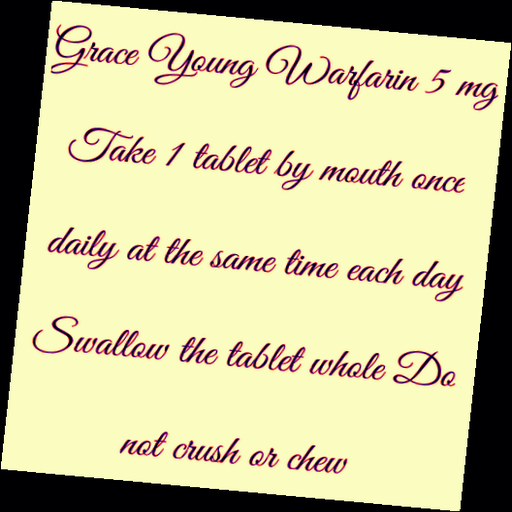 Grace Young Warfarin 5 mg
Take 1 tablet by mouth once
daily at the same time each day
Swallow the tablet whole Do
not crush or chew